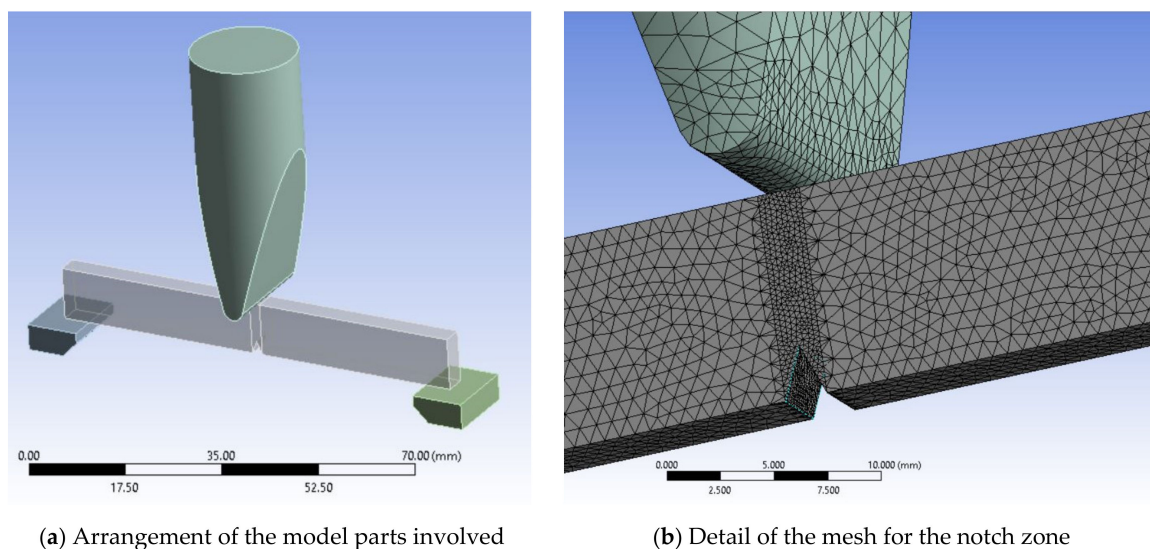 0.00 35.00 70.00 (mm)
17.50 52.50
0.000 5.000 10.000 (mm)
2.500 7.500
(a) Arrangement of the model parts involved
(b) Detail of the mesh for the notch zone